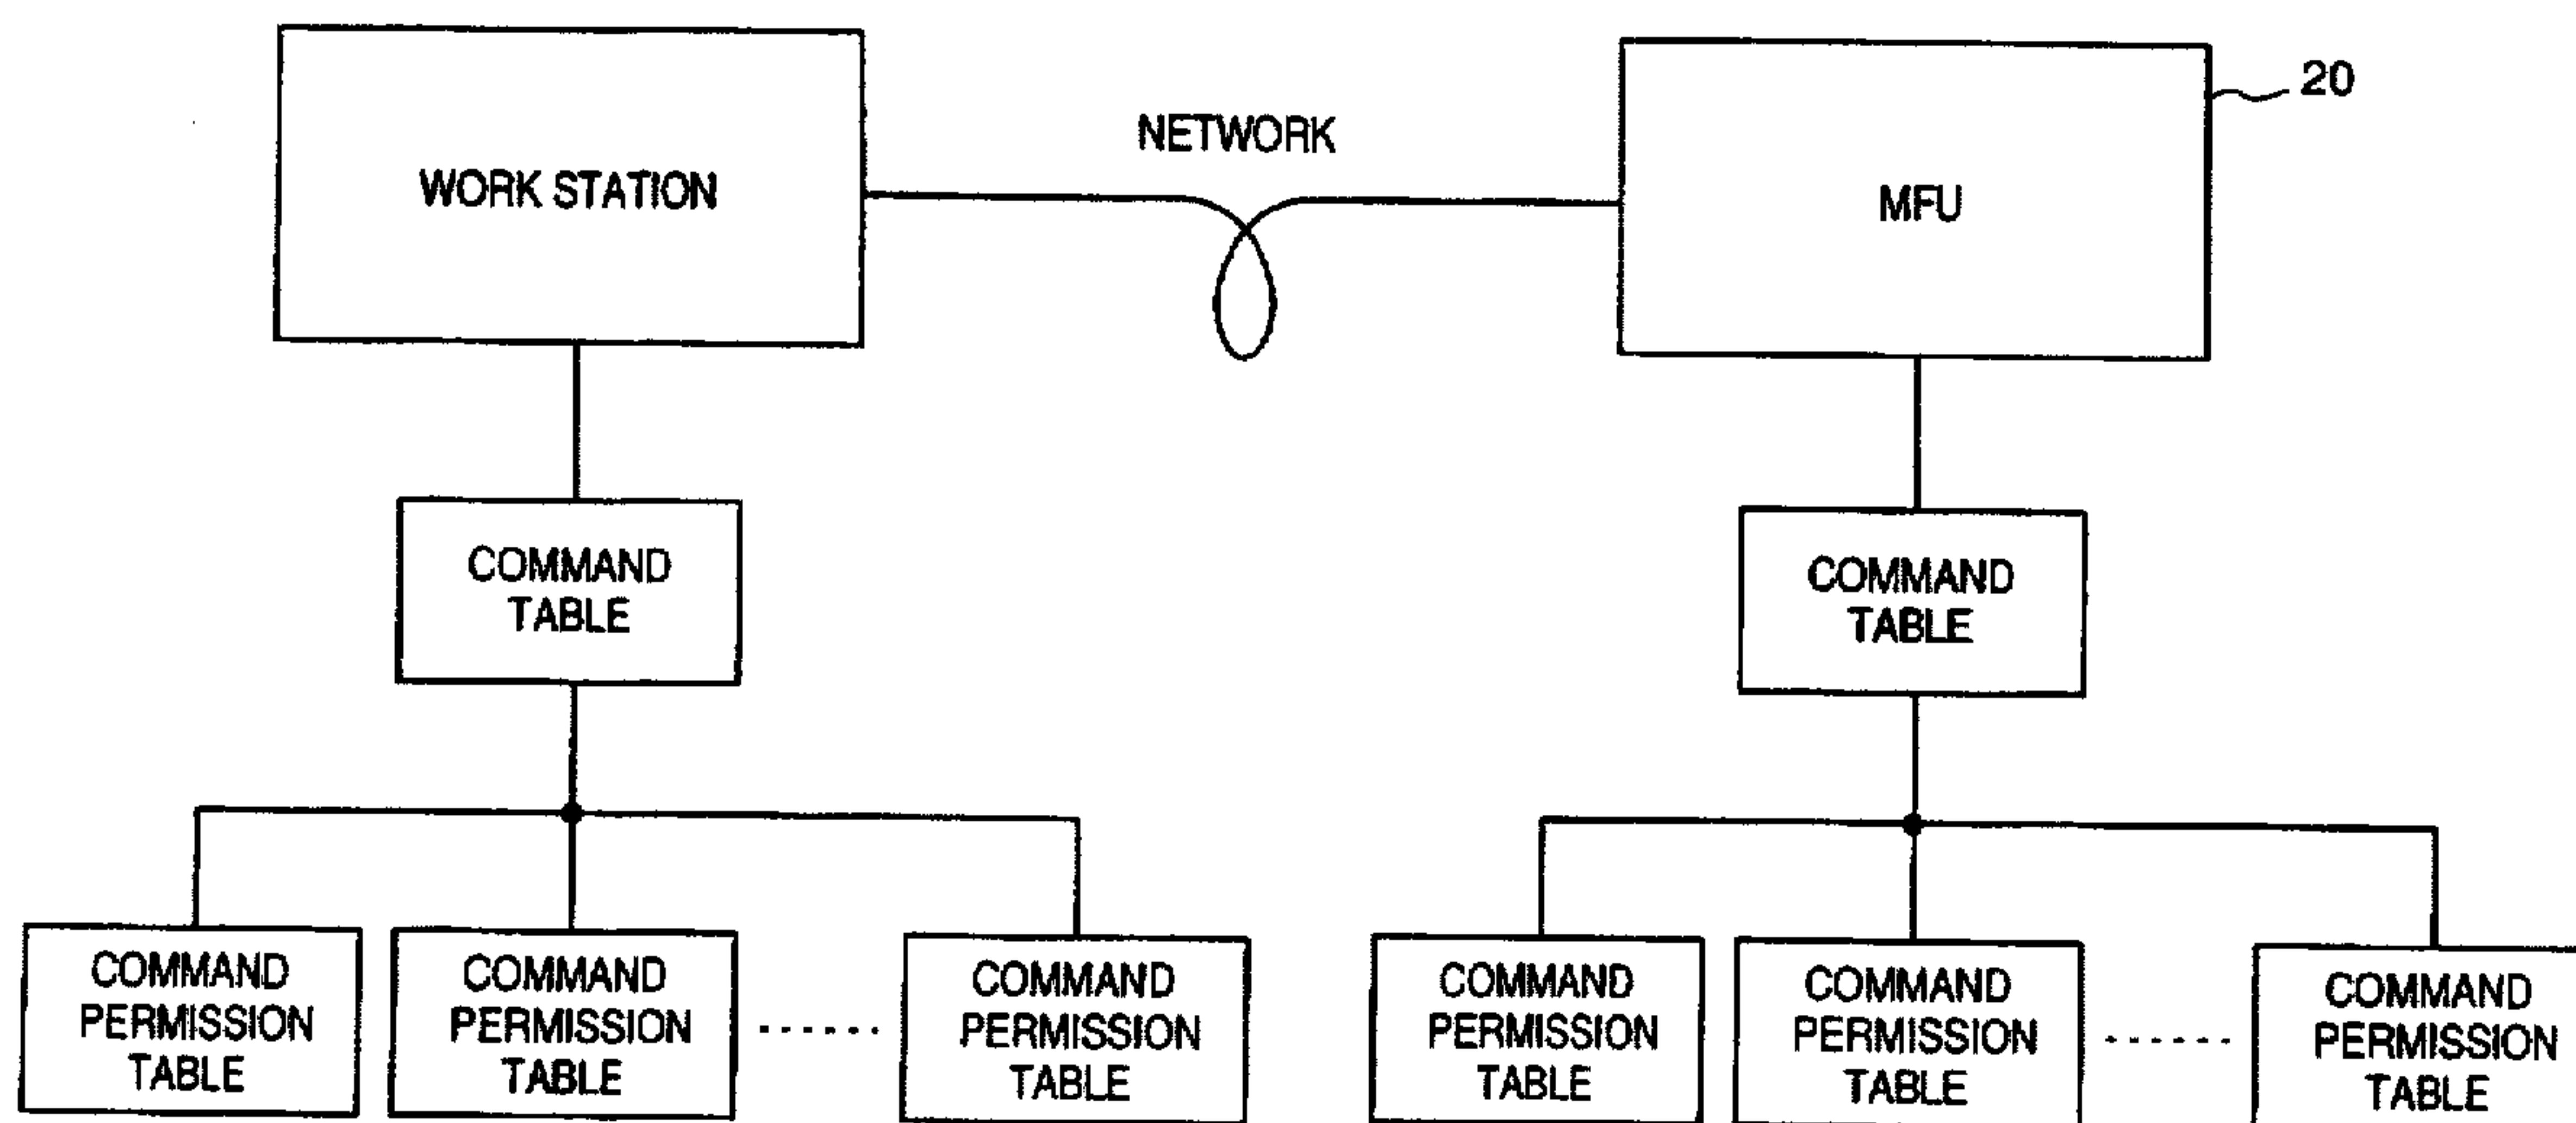 NETWORK
20
WORK STATION
MFU
COMMAND
TABLE
COMMAND
TABLE
COMMAND
PERMISSION
TABLE
COMMAND
PERMISSION
TABLE
COMMAND
PERMISSION
TABLE
COMMAND
PERMISSION
TABLE
COMMAND
PERMISSION
TABLE
COMMAND
PERMISSION
TABLE